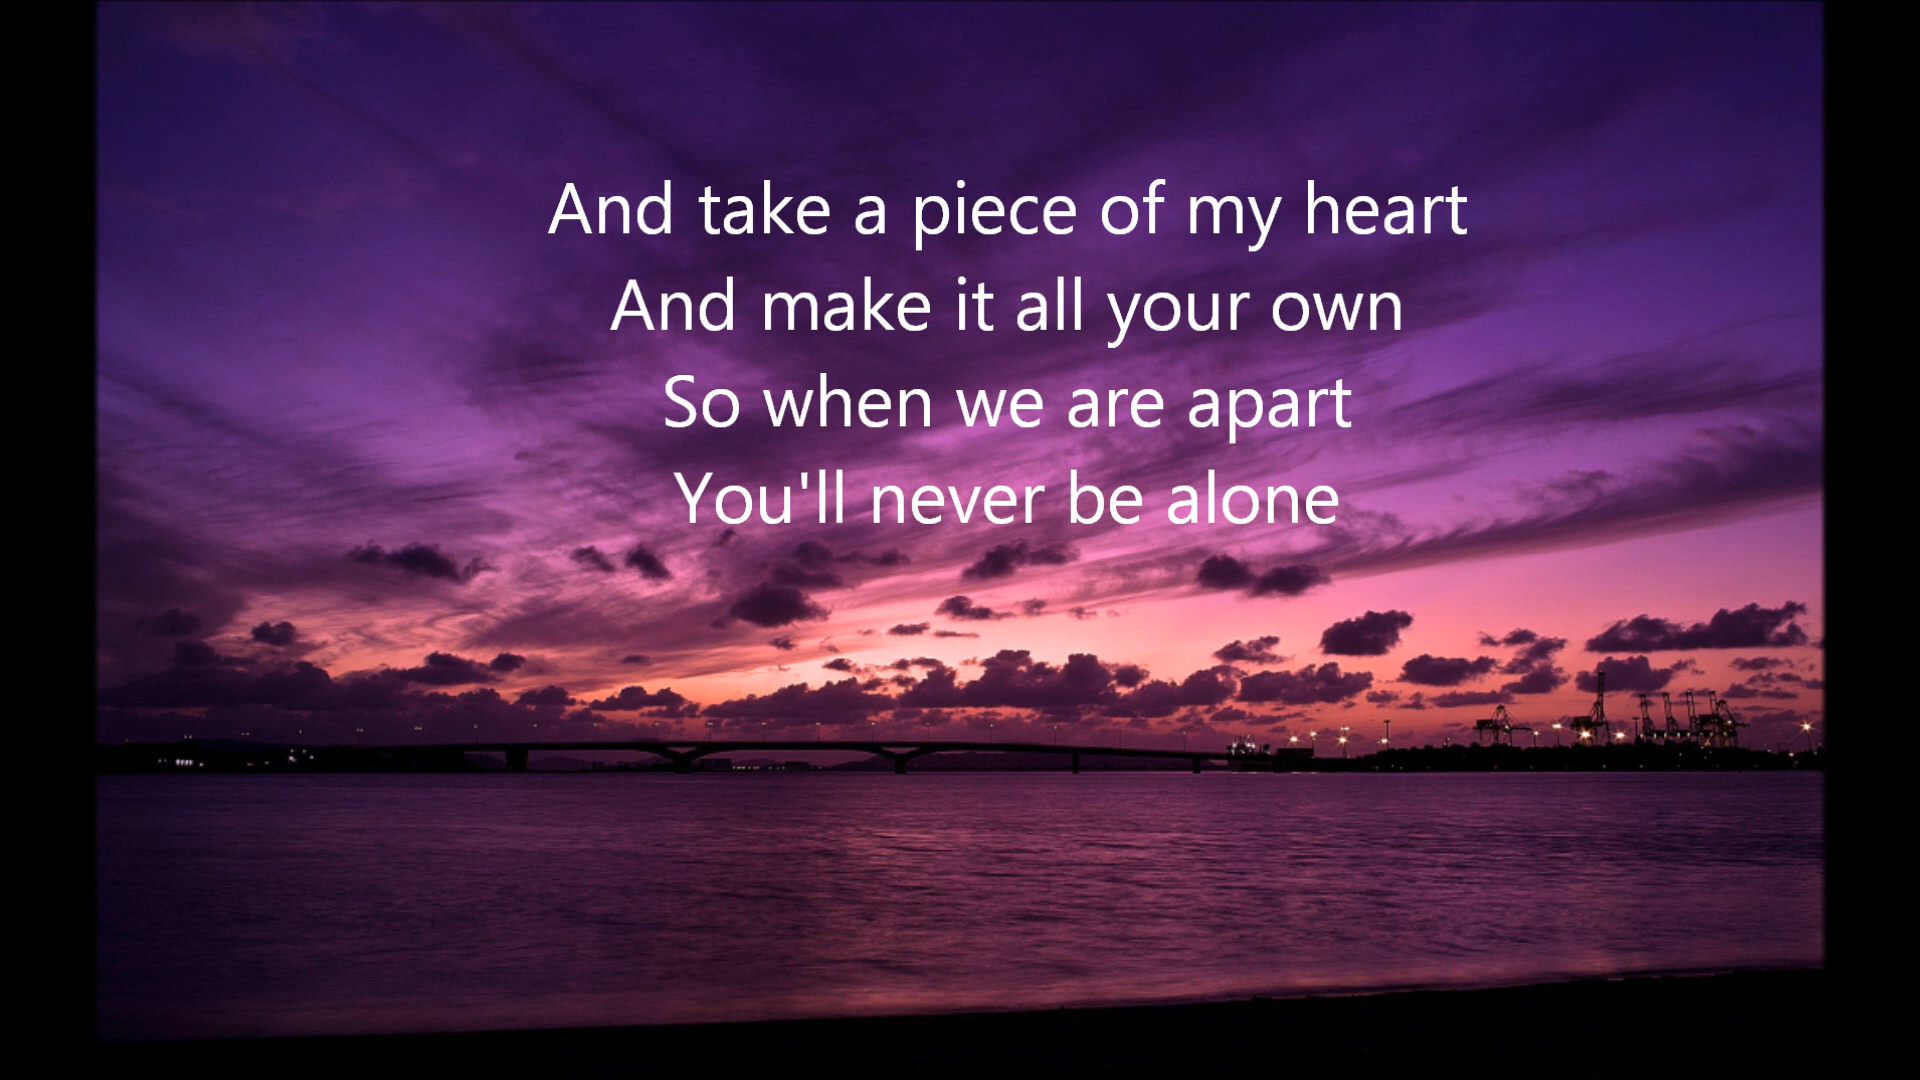 And take a piece of my heart
And make it all your own
So when we are apart
You'll never be alone